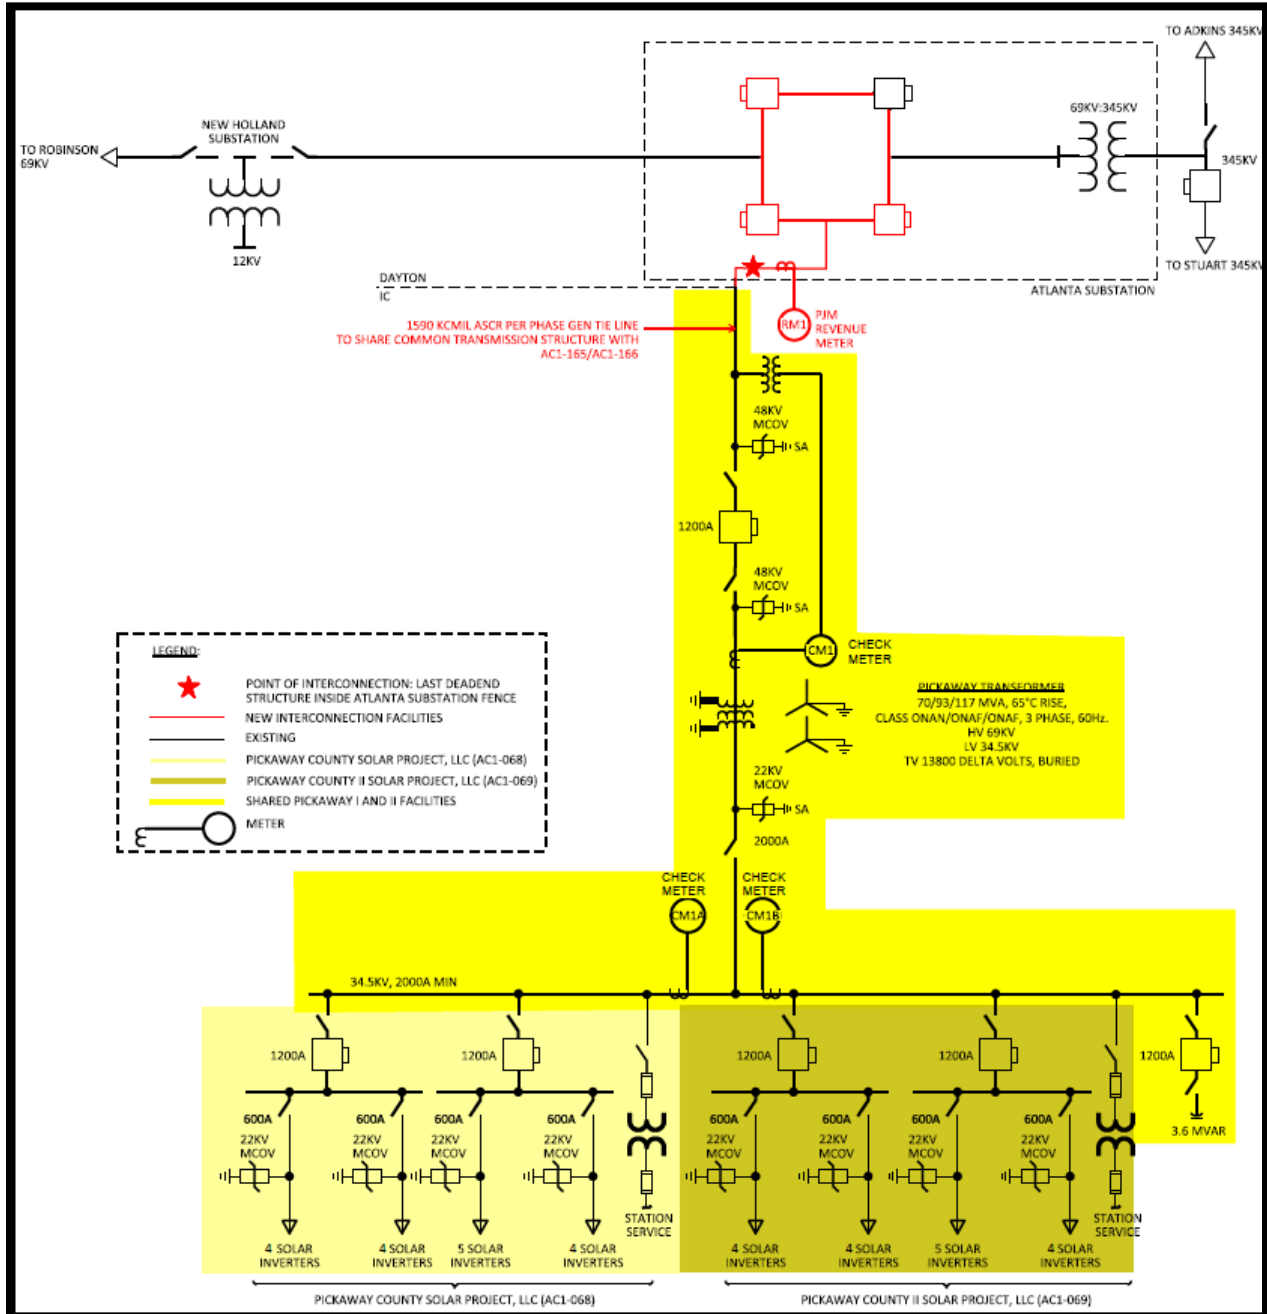 TO ADKINS 345KV
69KV:345KV
NEW HOLLAND
SUBSTATION
TO ROBINSON
69KV
345KV
12KV
TO STUART 345KV
DAYTON
IC
ATLANTA SUBSTATION
1590 KCMIL ASCR PER PHASE GEN TIE LINE
TO SHARE COMMON TRANSMISSION STRUCTURE WITH
AC1-165/AC1-166
RM1
PJM
REVENUE
METER
48KV
MCOV
SA
1200A
48KV
MCOV
SA
CM1
CHECK
METER
LEGEND:
POINT OF INTERCONNECTION: LAST DEADEND
STRUCTURE INSIDE ATLANTA SUBSTATION FENCE
NEW INTERCONNECTION FACILITIES
EXISTING
PICKAWAY COUNTY SOLAR PROJECT, LLC (AC1-068)
PICKAWAY COUNTY II SOLAR PROJECT, LLC (AC1-069)
SHARED PICKAWAY I AND II FACILITIES
METER
PICKAWAY TRANSFORMER
70/93/117 MVA, 65°C RISE,
CLASS ONAN/ONAF/ONAF, 3 PHASE, 60Hz.
HV 69KV
LV 34.5KV
TV 13800 DELTA VOLTS, BURIED
22KV
MCOV
SA
2000A
CHECK
METER
CM1A
CHECK
METER
CM1B
34.5KV, 2000A MIN
1200A
1200A
1200A
1200A
1200A
600A
600A
600A
600A
600A
600A
600A
600A
22KV
MCOV
22KV
MCOV
22KV
MCOV
22KV
MCOV
22KV
MCOV
22KV
MCOV
22KV
MCOV
22KV
MCOV
3.6 MVAR
STATION
SERVICE
STATION
SERVICE
4 SOLAR
INVERTERS
4 SOLAR
INVERTERS
5 SOLAR
INVERTERS
4 SOLAR
INVERTERS
4 SOLAR
INVERTERS
4 SOLAR
INVERTERS
5 SOLAR
INVERTERS
4 SOLAR
INVERTERS
PICKAWAY COUNTY SOLAR PROJECT, LLC (AC1-068)
PICKAWAY COUNTY II SOLAR PROJECT, LLC (AC1-069)